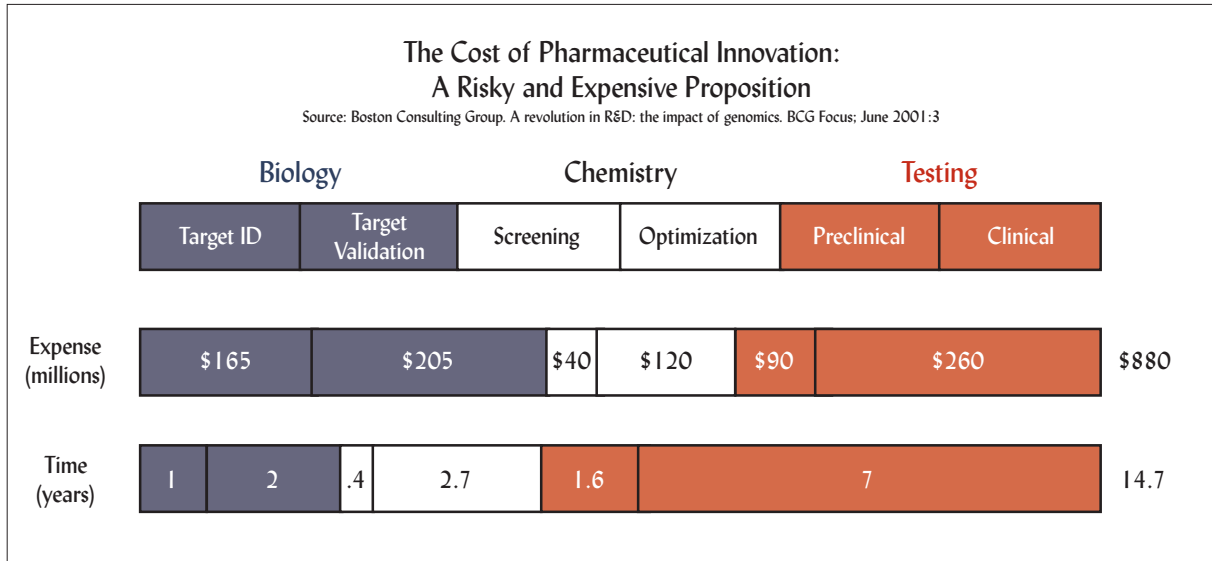 The Cost of Pharmaceutical Innovation:
A Risky and Expensive Proposition
Source: Boston Consulting Group. A revolution in R&D: the impact of genomics. BCG Focus; June 2001:3
Biology Chemistry Testing
Target ID Target Validation Screening Optimization Preclinical Clinical
Expense (millions) $165 $205 $40 $120 $90 $260 $880
Time (years) 1 2 .4 2.7 1.6 7 14.7